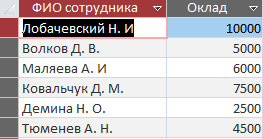 ФИО сотрудника Оклад
Лобачевский Н. И 10000
Волков Д. В. 5000
Маляева А. И 6000
Ковальчук Д. М. 7500
Демина Н. О. 2500
Тюменев А. Н. 4500